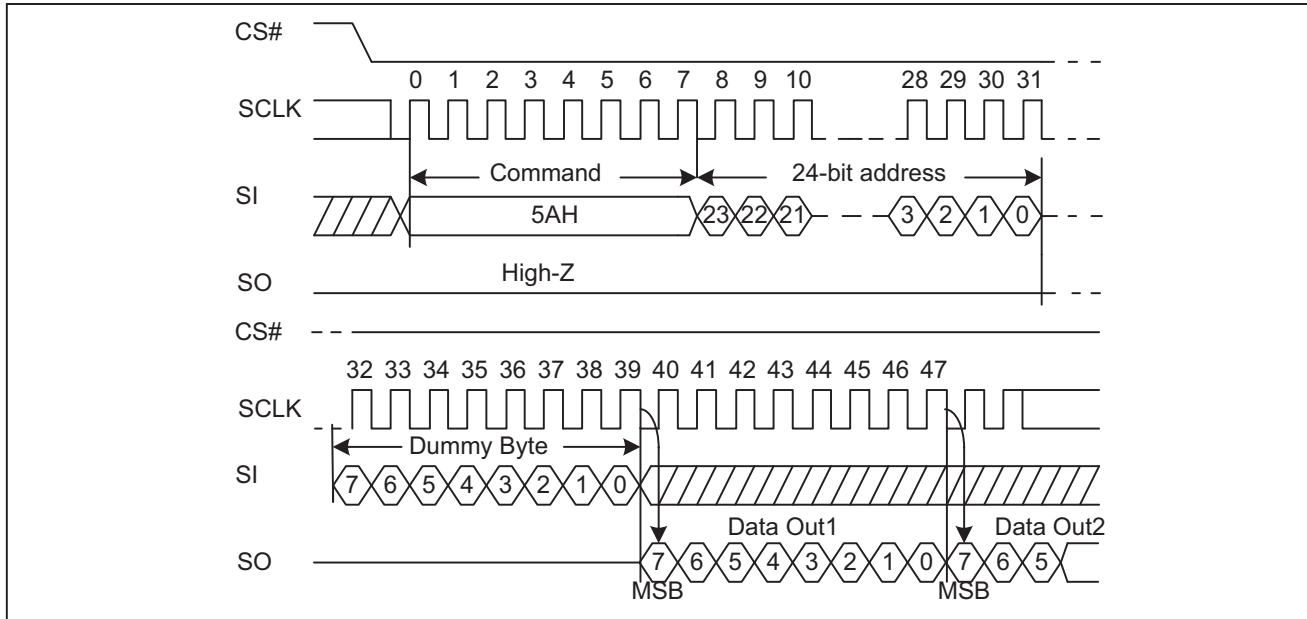 CS#
0 1 2 3 4 5 6 7 8 9 10 28 29 30 31
SCLK
Command 24-bit address
SI
5AH 23 22 21 3 2 1 0
High-Z
SO
CS#
32 33 34 35 36 37 38 39 40 41 42 43 44 45 46 47
SCLK
Dummy Byte
SI
7 6 5 4 3 2 1 0
Data Out1 Data Out2
SO
7 6 5 4 3 2 1 0 7 6 5
MSB MSB